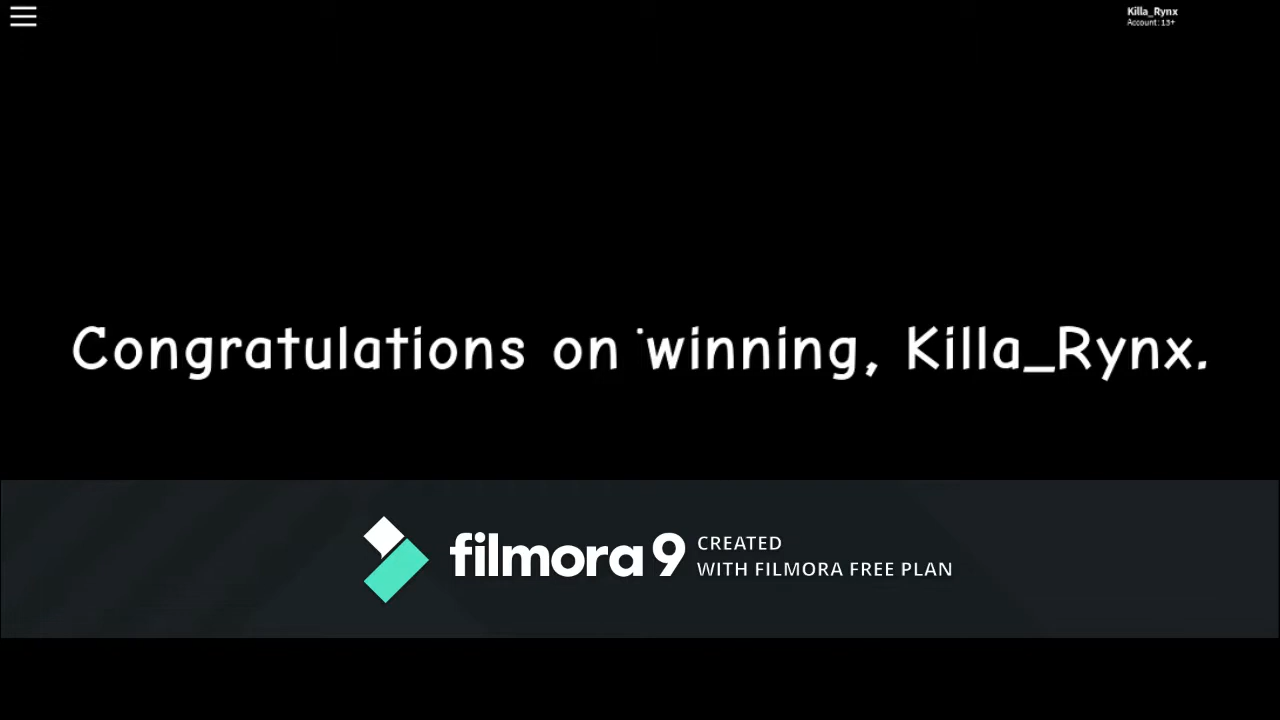 Killa_Rynx
Account: 13+
Congratulations on winning, Killa_Rynx.
filmora 9
CREATED
WITH FILMORA FREE PLAN